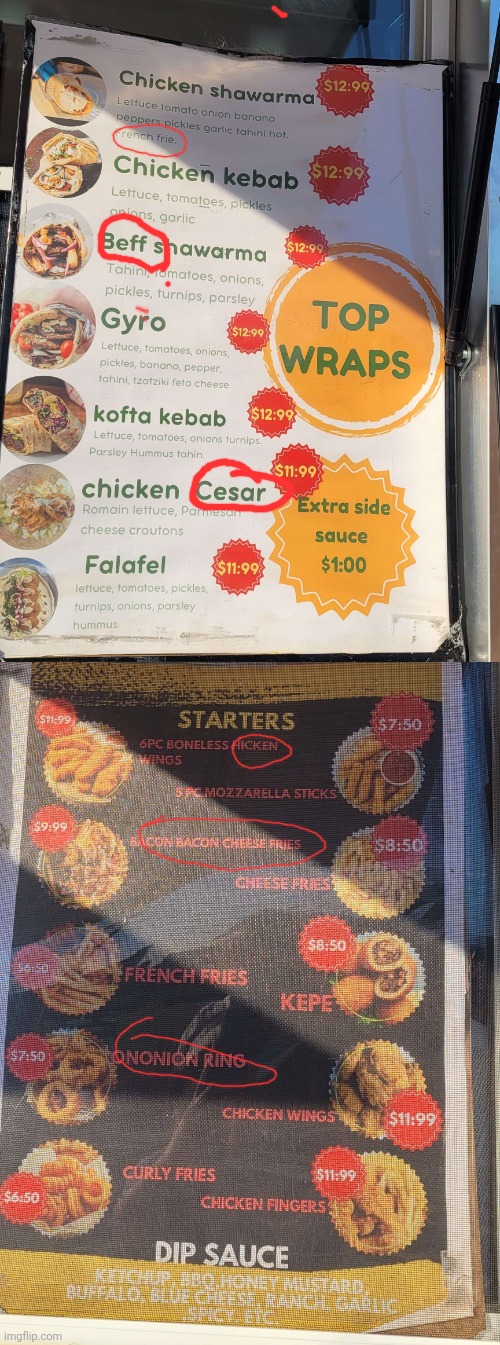 Chicken shawarma $12:99
Lettuce tomato onion banana
peppers pickles garlic tahini hot.
French frie.
Chicken kebab $12:99
Lettuce, tomatoes, pickles
onions, garlic
Beff shawarma $12:99
Tahini, tomatoes, onions,
pickles, turnips, parsley
Gyro $12:99
Lettuce, tomatoes, onions,
pickles, banana, pepper,
tahini, tzatziki feta cheese.
TOP
WRAPS
kofta kebab $12:99
Lettuce, tomatoes, onions turnips.
Parsley Hummus tahin.
chicken Cesar $11:99
Romain lettuce, Parmesan
cheese croutons
Extra side
sauce
$1:00
Falafel $11:99
lettuce, tomatoes, pickles,
turnips, onions, parsley
hummus.
STARTERS
$11:99
6PC BONELESS HICKEN
WINGS
$7:50
5 PC MOZZARELLA STICKS
$9:99
BACON BACON CHEESE FRIES
$8:50
CHEESE FRIES
$6:50
FRENCH FRIES
$8:50
KEPE
$7:50
ONONION RING
CHICKEN WINGS
$11:99
CURLY FRIES
$6:50
$11:99
CHICKEN FINGERS
DIP SAUCE
KETCHUP, BBQ, HONEY MUSTARD,
BUFFALO, BLUE CHEESE, RANCH, GARLIC
,SPICY, ETC..
imgflip.com